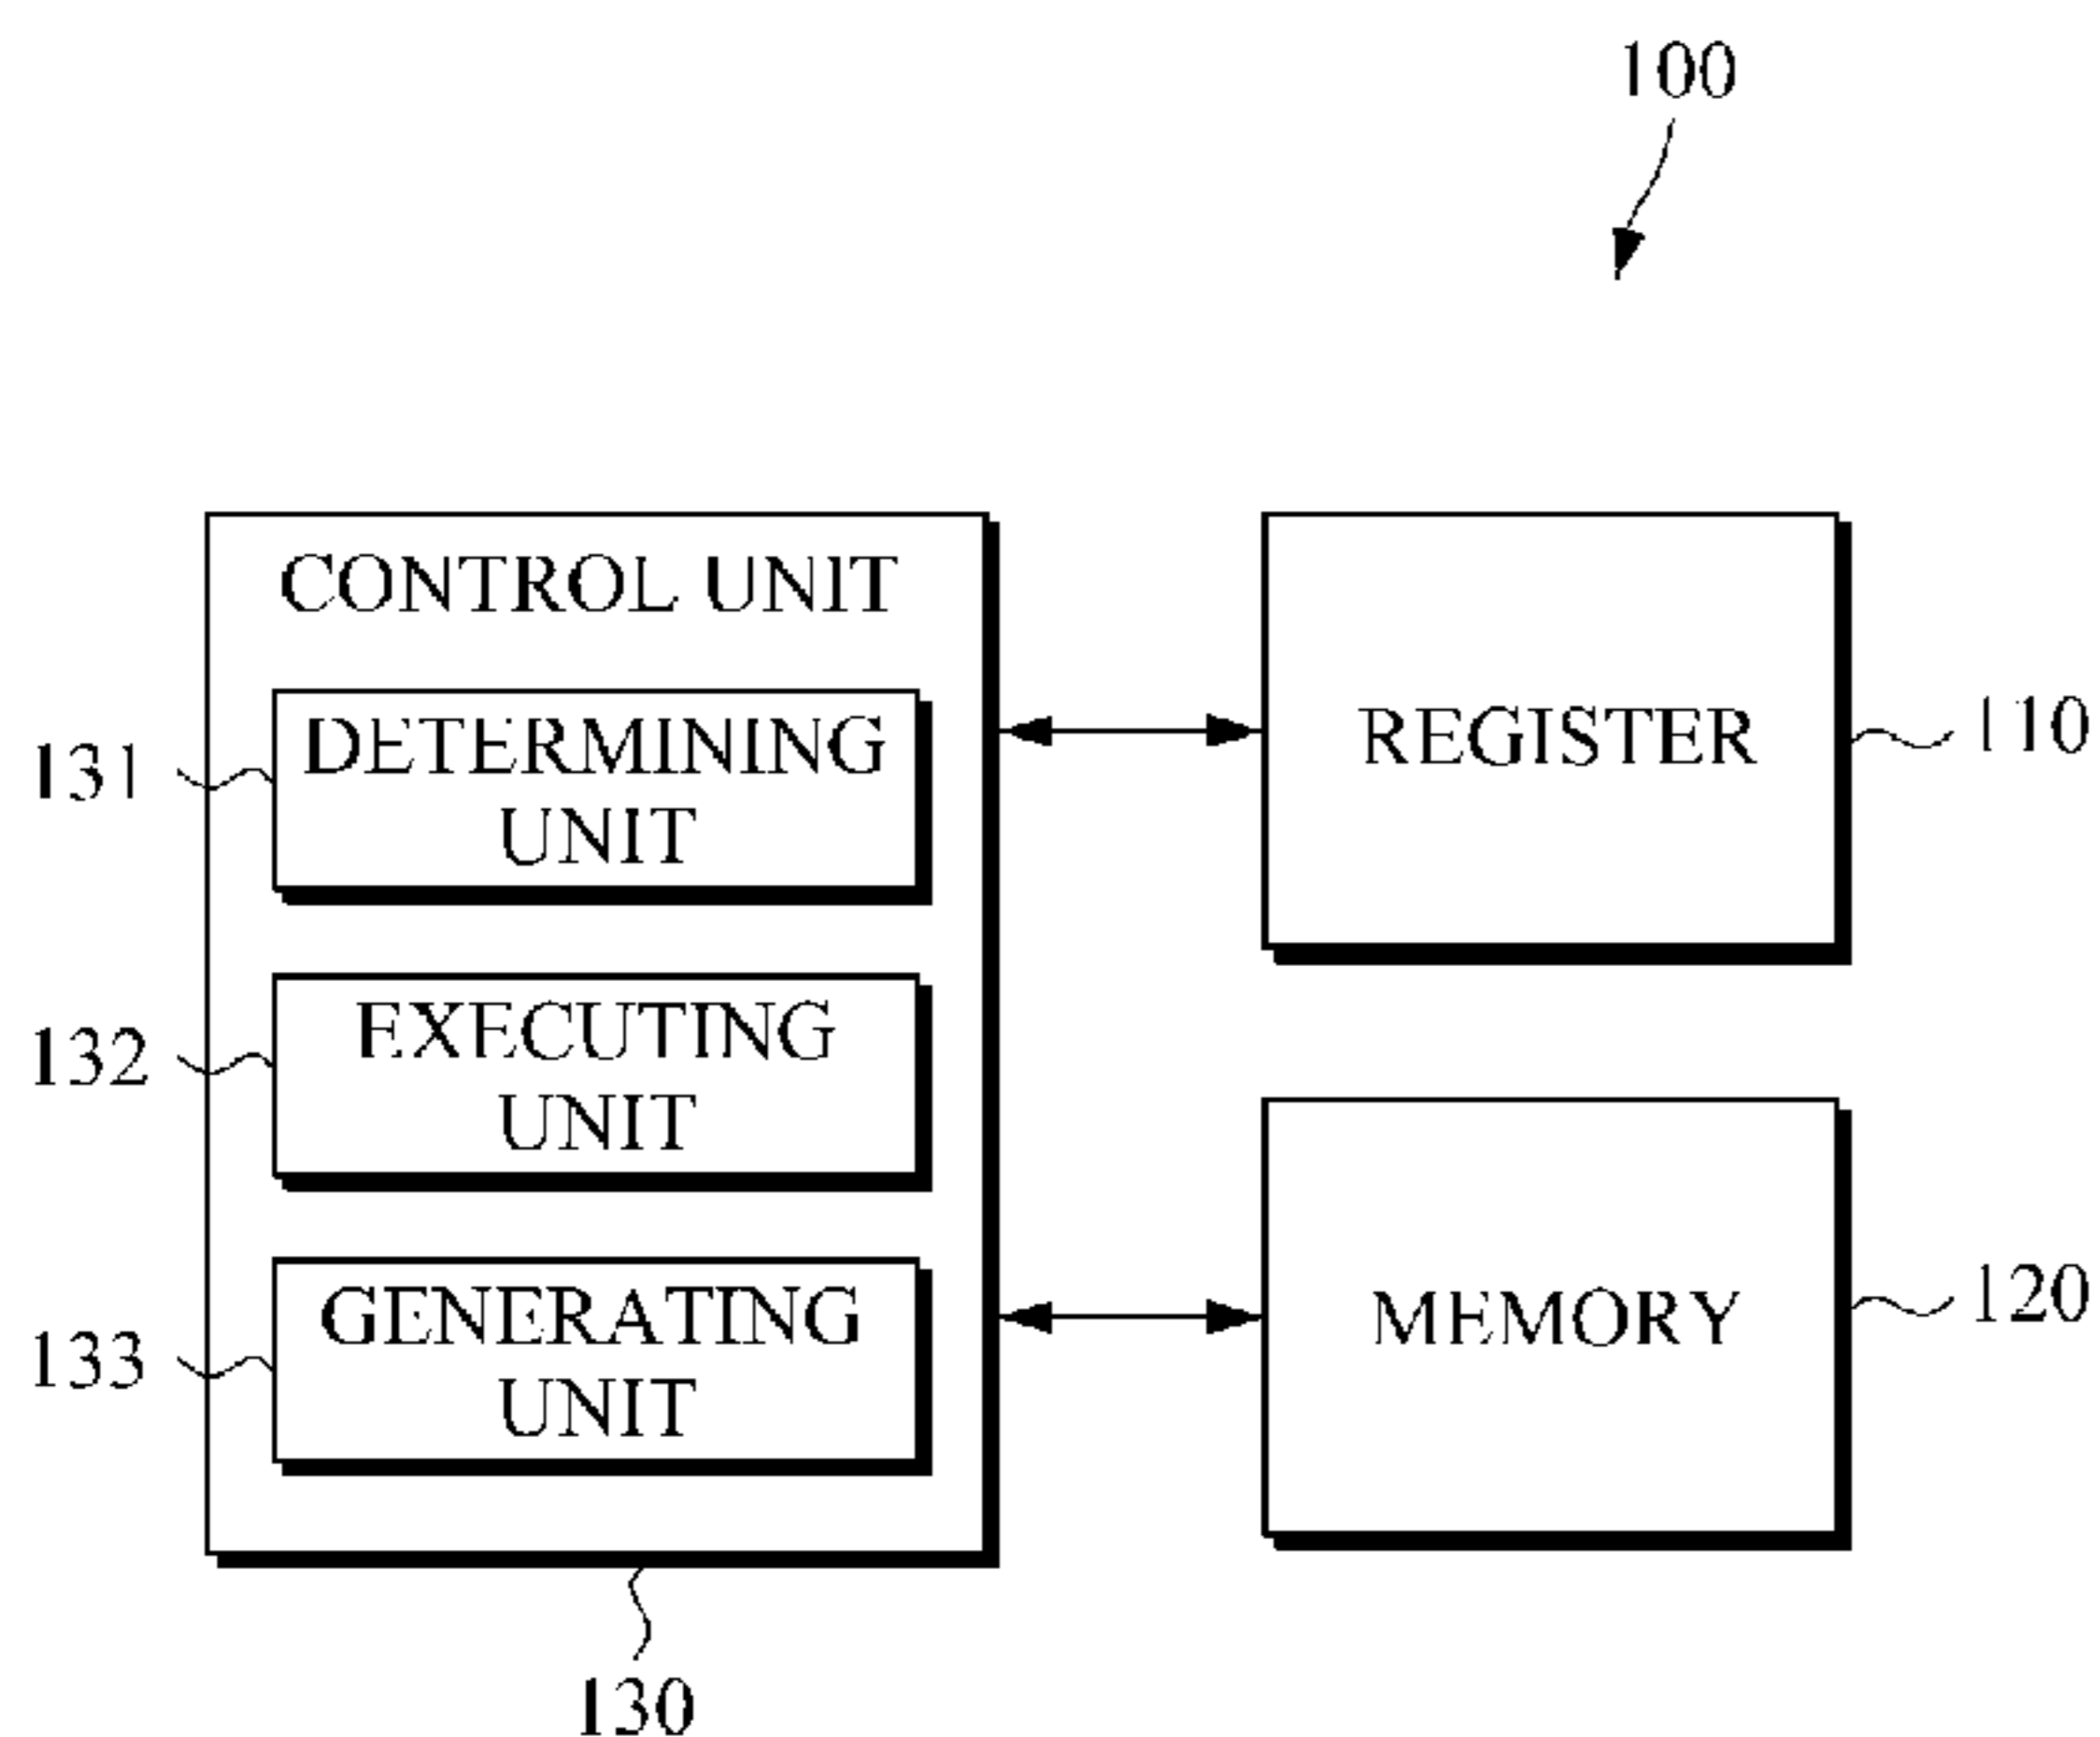 100
CONTROL UNIT
131
DETERMINING
UNIT
132
EXECUTING
UNIT
133
GENERATING
UNIT
130
REGISTER
110
MEMORY
120